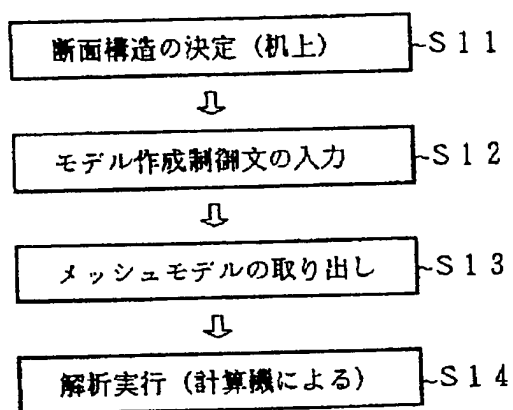 断面構造の決定（机上） ~S11
モデル作成制御文の入力 ~S12
メッシュモデルの取り出し ~S13
解析実行（計算機による） ~S14